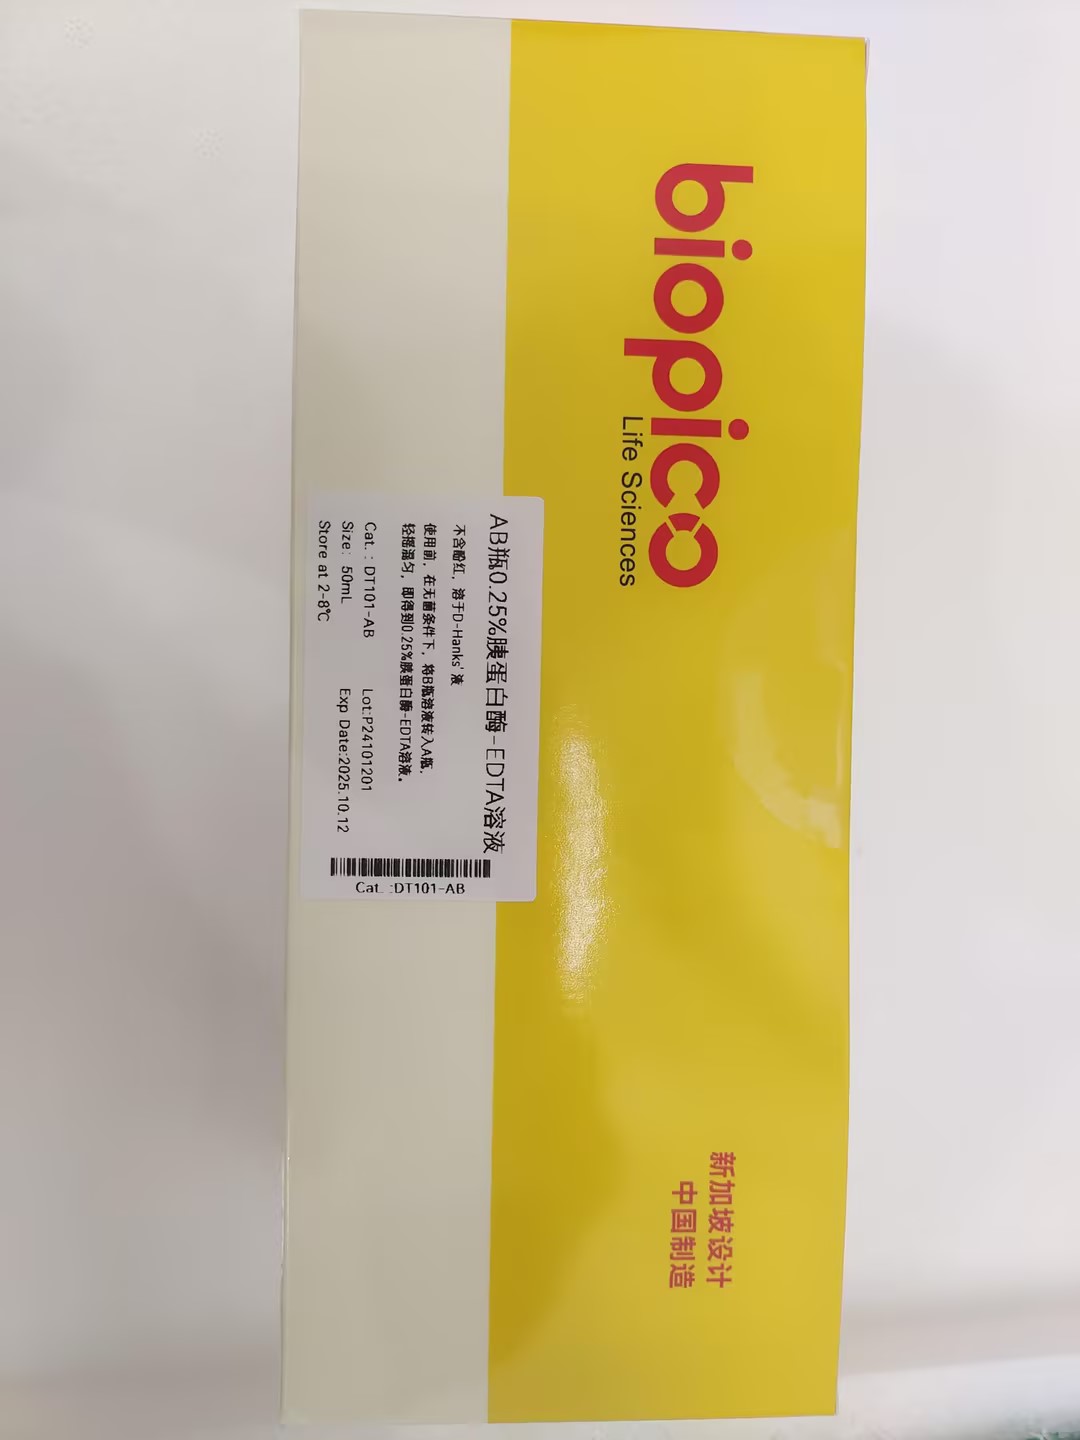 biopico
Life Sciences
新加坡设计
中国制造
AB瓶0.25%胰蛋白酶-EDTA溶液
不含酚红，溶于D-Hanks'液
使用前，在无菌条件下，将B瓶溶液转入A瓶，
轻摇混匀，即得到0.25%胰蛋白酶-EDTA溶液。
Cat.：DT101-AB Lot:P24101201
Size: 50mL Exp Date:2025.10.12
Store at 2-8℃
Cat. :DT101-AB